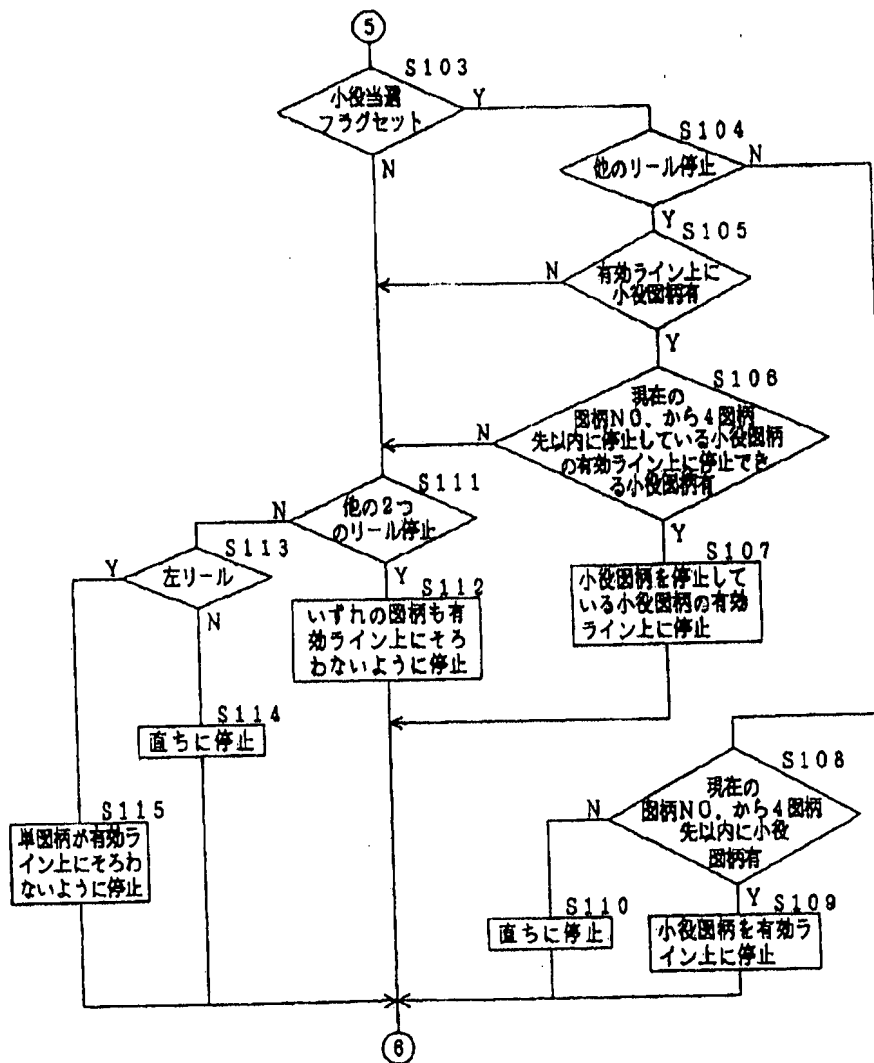 5
S103
小役当選
フラグセット
Y
N
S104
他のリール停止
N
Y
S105
有効ライン上に
小役図柄有
N
Y
S106
現在の
図柄NO.から4図柄
先以内に停止している小役図柄
の有効ライン上に停止でき
る小役図柄有
N
Y
S107
小役図柄を停止して
いる小役図柄の有効
ライン上に停止
S111
他の2つ
のリール停止
N
Y
S112
いずれの図柄も有
効ライン上にそろ
わないように停止
S113
左リール
Y
N
S114
直ちに停止
S115
単図柄が有効ラ
イン上にそろわ
ないように停止
S108
現在の
図柄NO.から4図柄
先以内に小役
図柄有
N
Y
S110
直ちに停止
S109
小役図柄を有効ラ
イン上に停止
6